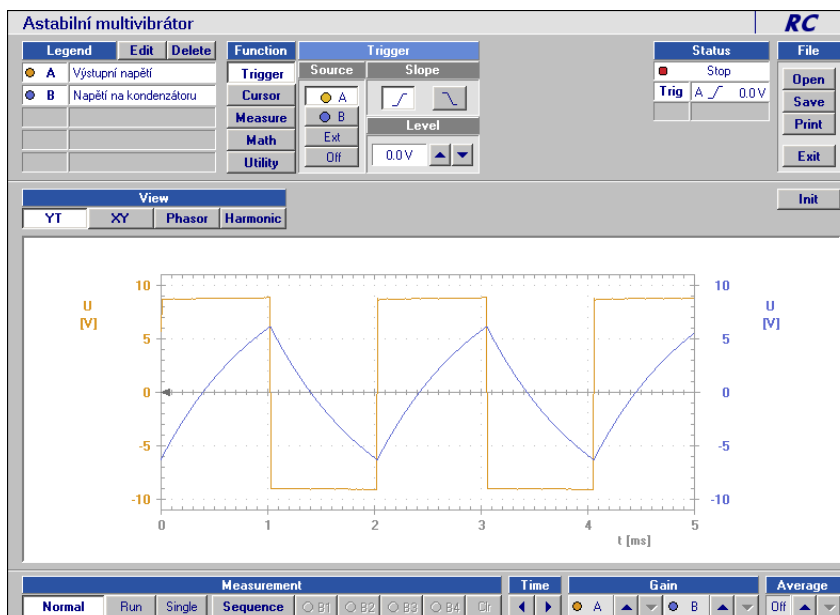 Astabilní multivibrátor
RC
Legend Edit Delete
A Výstupní napětí
B Napětí na kondenzátoru
Function
Trigger
Cursor
Measure
Math
Utility
Trigger
Source Slope
A
B
Ext
Off
Level
0.0 V
Status
Stop
Trig A 0.0 V
File
Open
Save
Print
Exit
View
YT XY Phasor Harmonic
Init
U
[V]
10
5
0
-5
-10
U
[V]
10
5
0
-5
-10
0 1 2 3 4 5
t [ms]
Measurement
Normal Run Single Sequence B1 B2 B3 B4 Clr
Time
Gain
A B
Average
Off